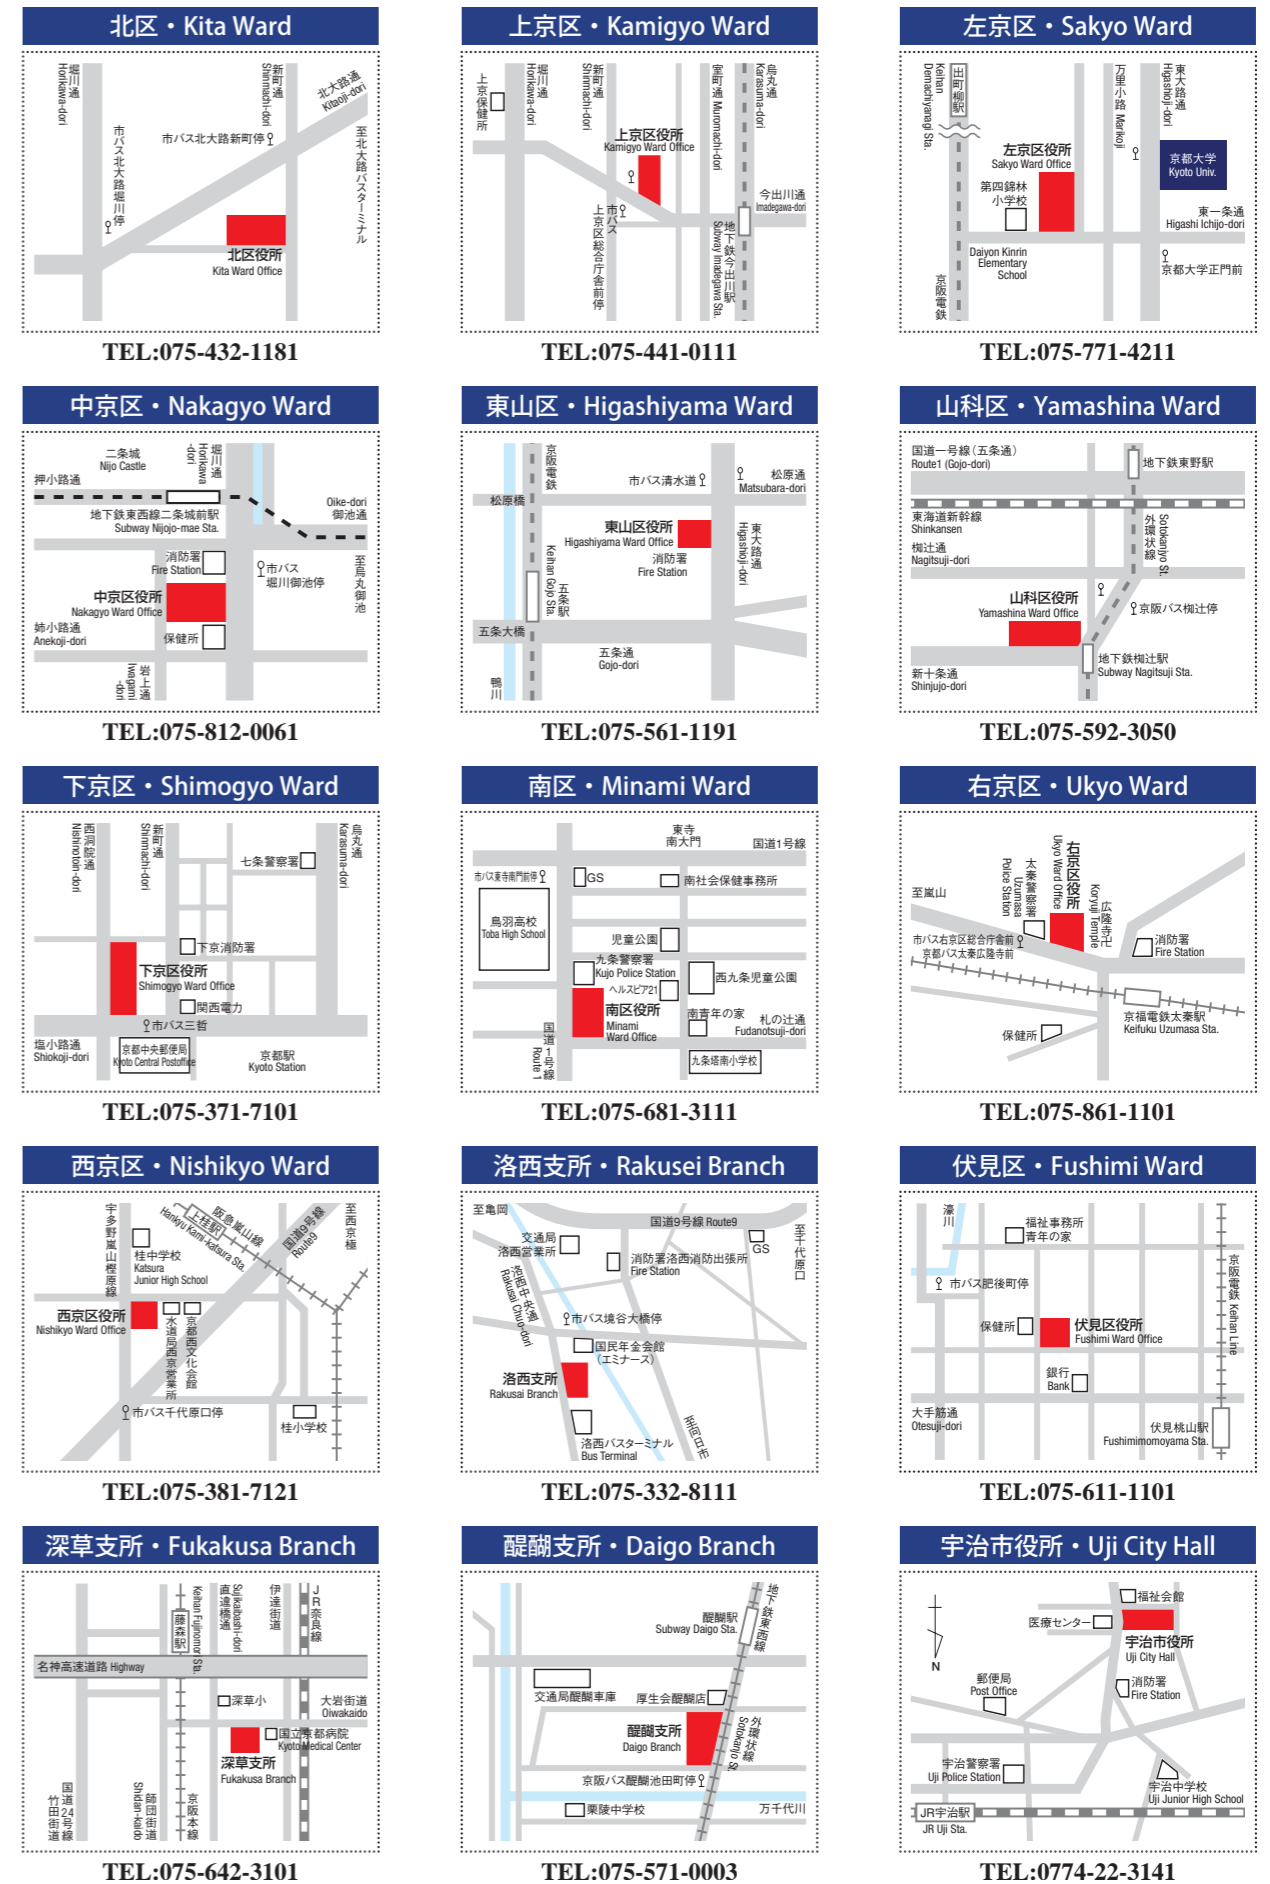 北区・Kita Ward
堀川通
Horikawa-dori
新町通
Shinmachi-dori
北大路通
Kitaoji-dori
市バス北大路新町停
市バス北大路堀川停
至北大路バスターミナル
北区役所
Kita Ward Office
TEL:075-432-1181
上京区・Kamigyo Ward
上京保健所
堀川通
Horikawa-dori
新町通
Shinmachi-dori
室町通 Muromachi-dori
烏丸通
Karasuma-dori
上京区役所
Kamigyo Ward Office
今出川通
Imadegawa-dori
市バス
上京区総合庁舎前停
地下鉄今出川駅
Subway Imadegawa Sta.
TEL:075-441-0111
左京区・Sakyo Ward
出町柳駅
Keihan
Demachiyanagi Sta.
万里小路 Marikoji
東大路通
Higashioji-dori
左京区役所
Sakyo Ward Office
京都大学
Kyoto Univ.
第四錦林
小学校
東一条通
Higashi Ichijo-dori
Daiyon Kinrin
Elementary
School
京都大学正門前
京阪電鉄
TEL:075-771-4211
中京区・Nakagyo Ward
二条城
Nijo Castle
堀川通
Horikawa
-dori
押小路通
Oike-dori
御池通
地下鉄東西線二条城前駅
Subway Nijojo-mae Sta.
消防署
Fire Station
市バス
堀川御池停
至烏丸御池
中京区役所
Nakagyo Ward Office
姉小路通
Anekoji-dori
保健所
岩上通
Iwagami
-dori
TEL:075-812-0061
東山区・Higashiyama Ward
京阪電鉄
市バス清水道
松原通
Matsubara-dori
松原橋
東山区役所
Higashiyama Ward Office
消防署
Fire Station
東大路通
Higashioji-dori
五条駅
Keihan Gojo Sta.
五条大橋
五条通
Gojo-dori
鴨川
TEL:075-561-1191
山科区・Yamashina Ward
国道一号線（五条通）
Route1 (Gojo-dori)
地下鉄東野駅
東海道新幹線
Shinkansen
外環状線
Sotokanjyo St.
椥辻通
Nagitsuji-dori
山科区役所
Yamashina Ward Office
京阪バス椥辻停
新十条通
Shinjujo-dori
地下鉄椥辻駅
Subway Nagitsuji Sta.
TEL:075-592-3050
下京区・Shimogyo Ward
西洞院通
Nishinotoin-dori
新町通
Shinmachi-dori
烏丸通
Karasuma-dori
七条警察署
下京消防署
下京区役所
Shimogyo Ward Office
関西電力
市バス三哲
塩小路通
Shiokoji-dori
京都中央郵便局
Kyoto Central Postoffice
京都駅
Kyoto Station
TEL:075-371-7101
南区・Minami Ward
東寺
南大門
国道1号線
市バス東寺南門前停
GS
南社会保健事務所
鳥羽高校
Toba High School
児童公園
九条警察署
Kujo Police Station
西九条児童公園
ヘルスピア21
南区役所
Minami
Ward Office
南青年の家
札の辻通
Fudanotsuji-dori
国道1号線
Route 1
九条塔南小学校
TEL:075-681-3111
右京区・Ukyo Ward
右京区役所
Ukyo Ward Office
太秦警察署
Uzumasa
Police Station
広隆寺卍
Koryuji Temple
至嵐山
市バス右京区総合庁舎前
京都バス太秦広隆寺前
消防署
Fire Station
京福電鉄太秦駅
Keifuku Uzumasa Sta.
保健所
TEL:075-861-1101
西京区・Nishikyo Ward
宇多野嵐山樫原線
阪急嵐山線
上桂駅
Hankyu Kami-katsura Sta.
国道9号線
Route9
至西京極
桂中学校
Katsura
Junior High School
西京区役所
Nishikyo Ward Office
水道局西京営業所
京都西文化会館
市バス千代原口停
桂小学校
TEL:075-381-7121
洛西支所・Rakusei Branch
至亀岡
国道9号線 Route9
交通局
洛西営業所
消防署洛西消防出張所
Fire Station
GS
至千代原口
洛西中央通
Rakusai Chuo-dori
市バス境谷大橋停
国民年金会館
（エミナース）
洛西支所
Rakusai Branch
洛西バスターミナル
Bus Terminal
至向日市
TEL:075-332-8111
伏見区・Fushimi Ward
濠川
福祉事務所
青年の家
市バス肥後町停
京阪電鉄 Keihan Line
保健所
伏見区役所
Fushimi Ward Office
銀行
Bank
大手筋通
Otesuji-dori
伏見桃山駅
Fushimimomoyama Sta.
TEL:075-611-1101
深草支所・Fukakusa Branch
藤森駅
Keihan Fujinomori Sta.
直違橋通
Sujikaibashi-dori
伊達街道
JR奈良線
名神高速道路 Highway
深草小
大岩街道
Oiwakaido
国立京都病院
Kyoto Medical Center
深草支所
Fukakusa Branch
国道24号線
竹田街道
師団街道
Shidan-kaido
京阪本線
TEL:075-642-3101
醍醐支所・Daigo Branch
醍醐駅
Subway Daigo Sta.
地下鉄東西線
交通局醍醐車庫
厚生会醍醐店
醍醐支所
Daigo Branch
外環状線
Sotokanjo St.
京阪バス醍醐池田町停
栗陵中学校
万千代川
TEL:075-571-0003
宇治市役所・Uji City Hall
福祉会館
医療センター
宇治市役所
Uji City Hall
N
郵便局
Post Office
消防署
Fire Station
宇治警察署
Uji Police Station
宇治中学校
Uji Junior High School
JR宇治駅
JR Uji Sta.
TEL:0774-22-3141